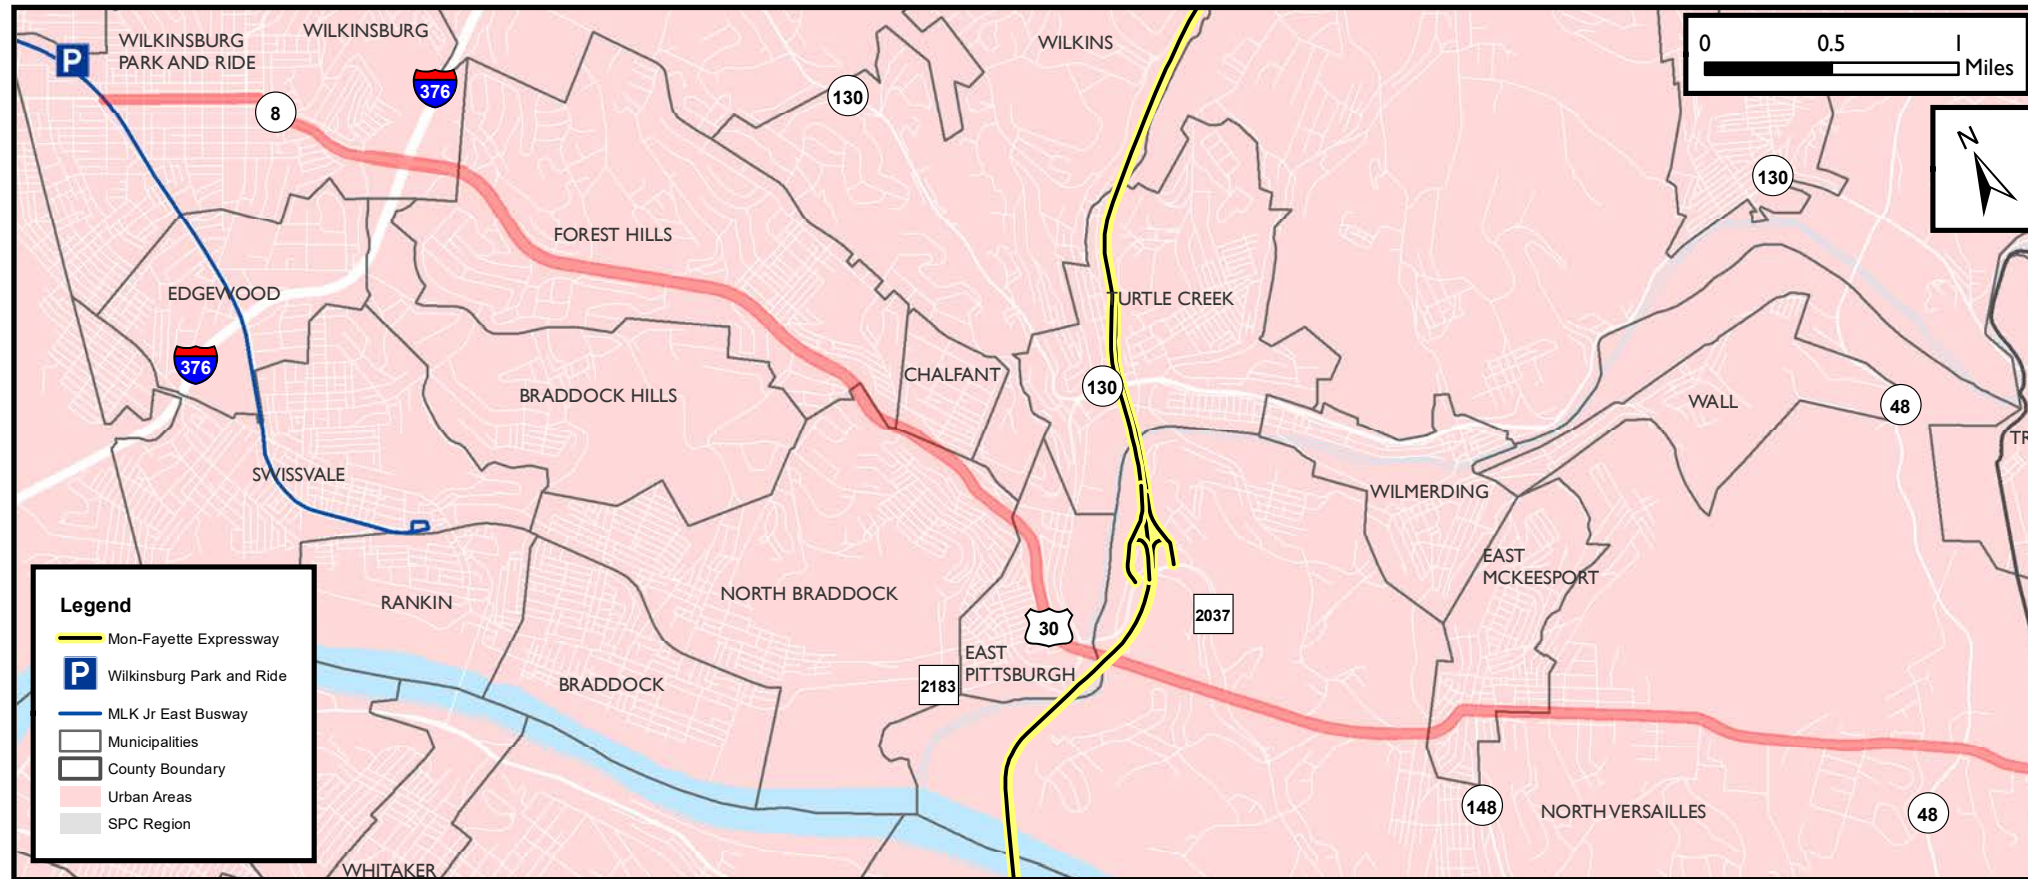 WILKINSBURG
PARK AND RIDE
WILKINSBURG
WILKINS
0 0.5 1
Miles
P
376
130
8
N
130
FOREST HILLS
EDGEWOOD
TURTLE CREEK
376
CHALFANT
130
BRADDOCK HILLS
WALL
48
TR
SWISSVALE
WILMERDING
EAST
MCKEESPORT
RANKIN
NORTH BRADDOCK
2037
30
EAST
PITTSBURGH
2183
BRADDOCK
148
NORTH VERSAILLES
48
WHITAKER
Legend
Mon-Fayette Expressway
P Wilkinsburg Park and Ride
MLK Jr East Busway
Municipalities
County Boundary
Urban Areas
SPC Region